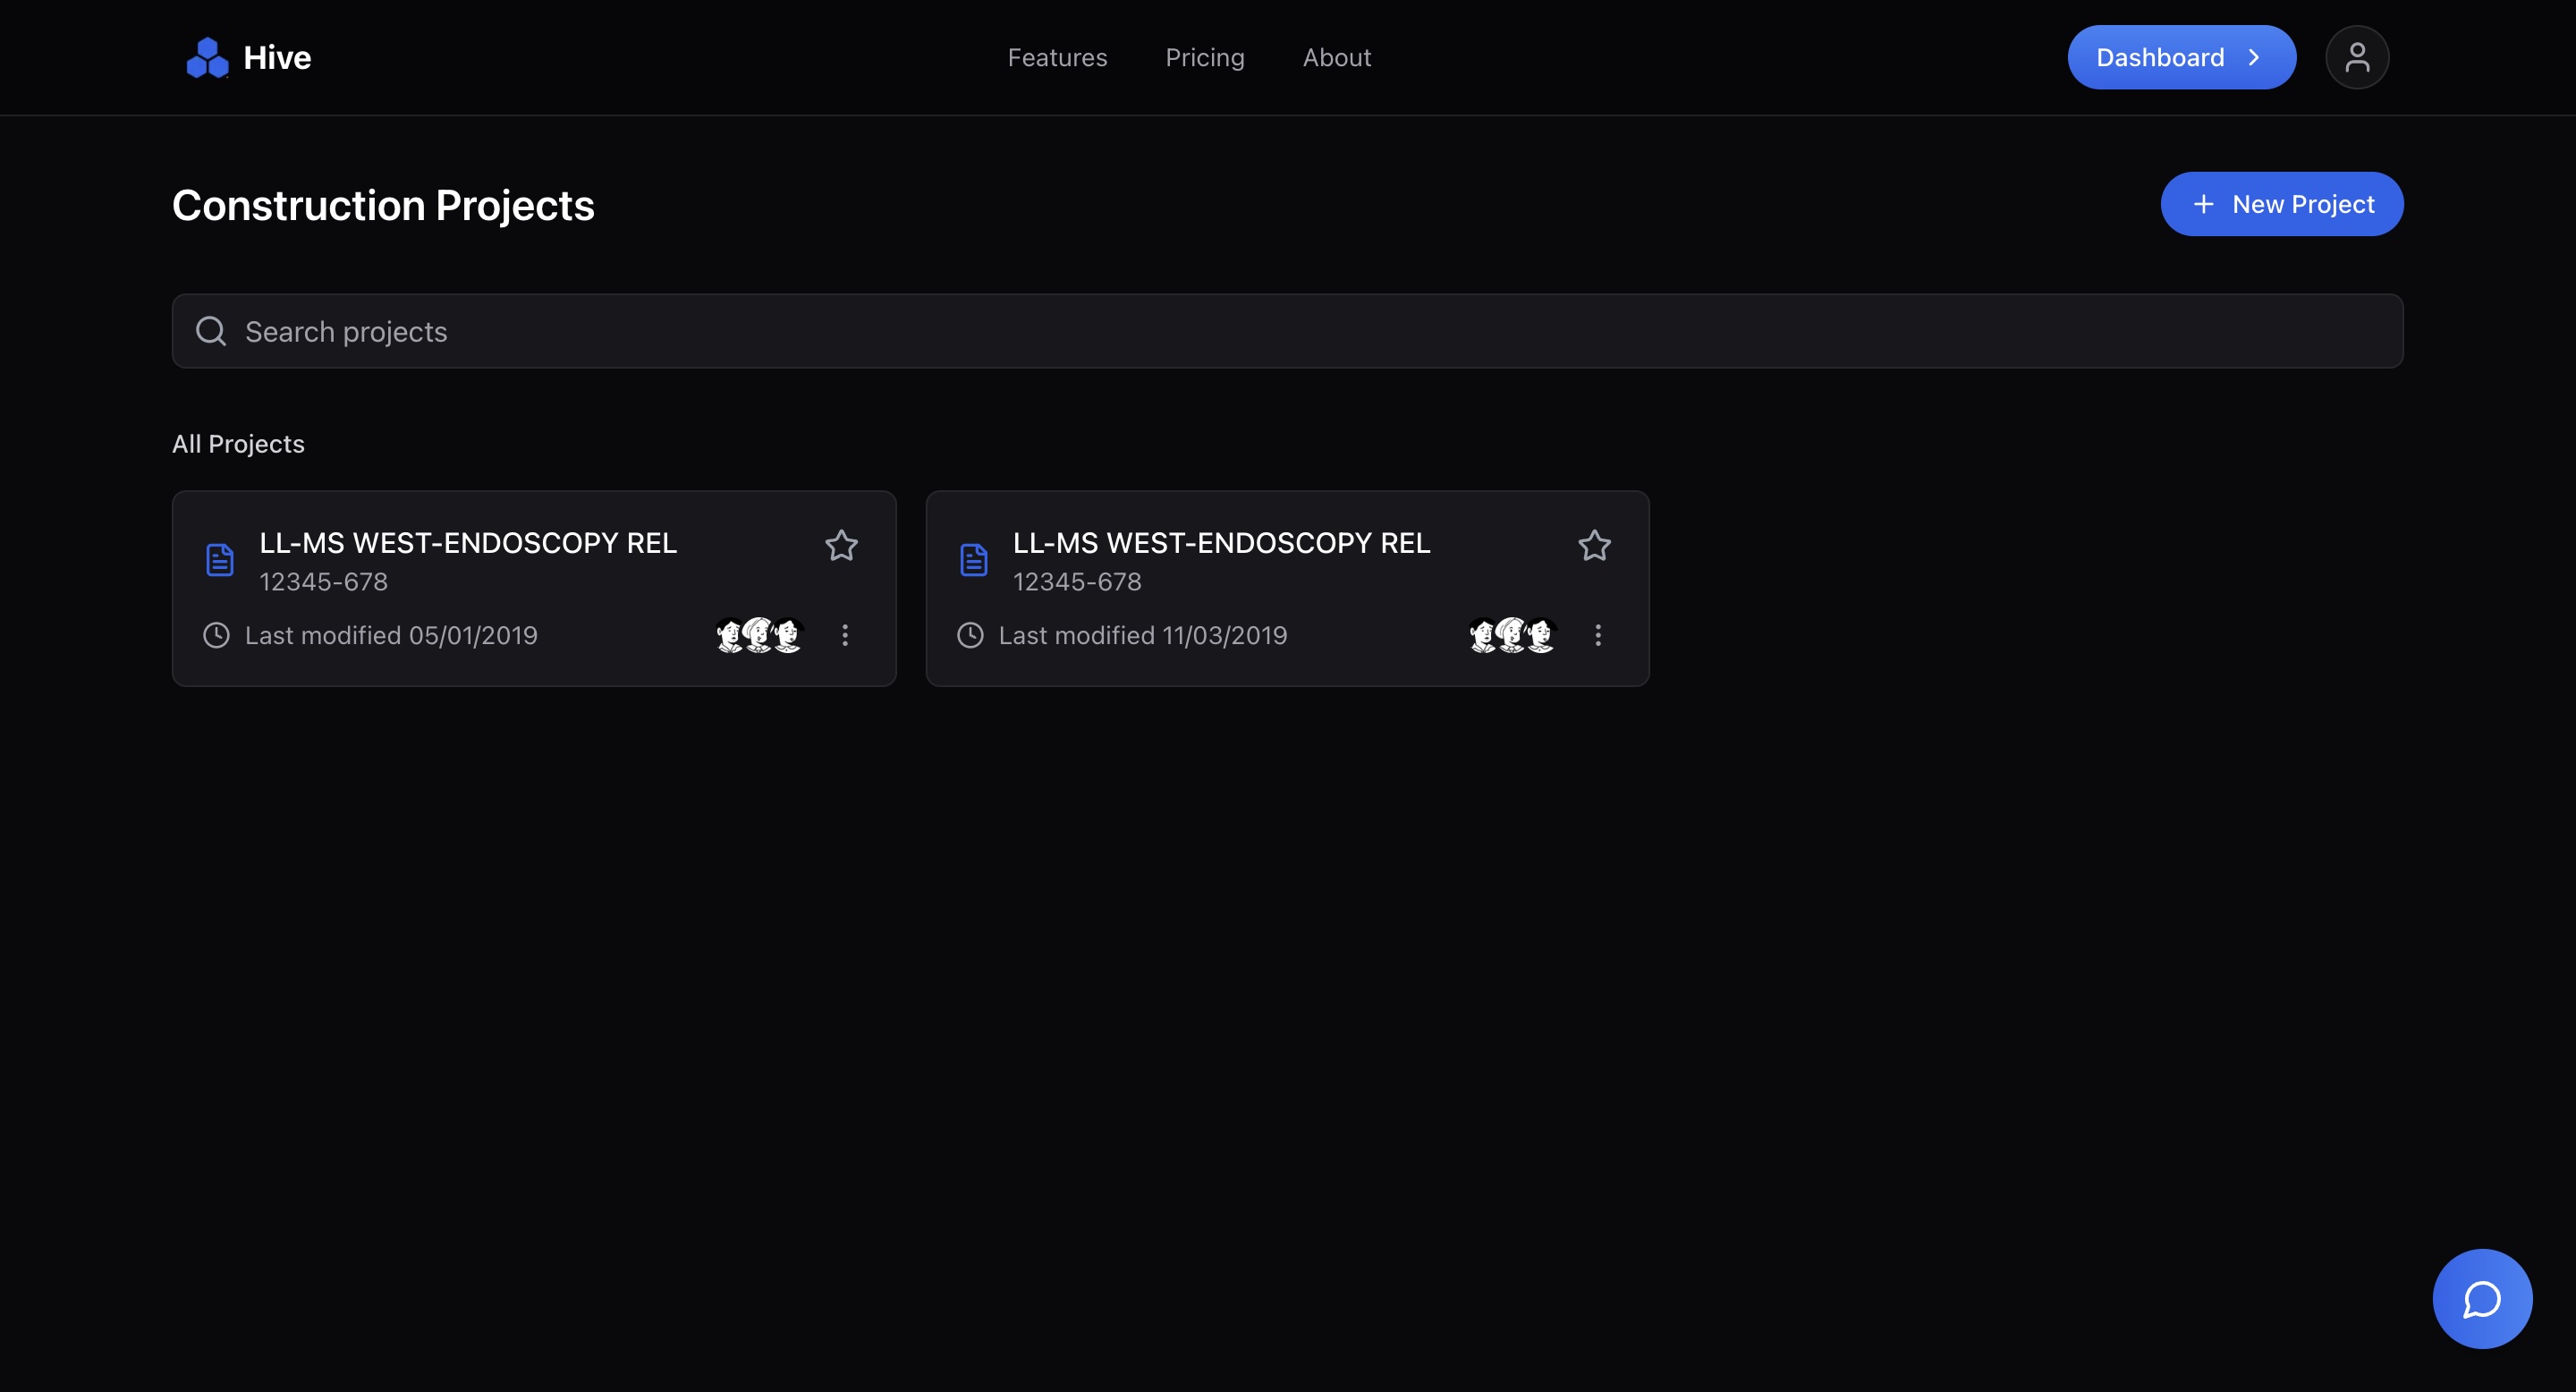 Hive
Features
Pricing
About
Dashboard
Construction Projects
New Project
Search projects
All Projects
LL-MS WEST-ENDOSCOPY REL
12345-678
Last modified 05/01/2019
LL-MS WEST-ENDOSCOPY REL
12345-678
Last modified 11/03/2019